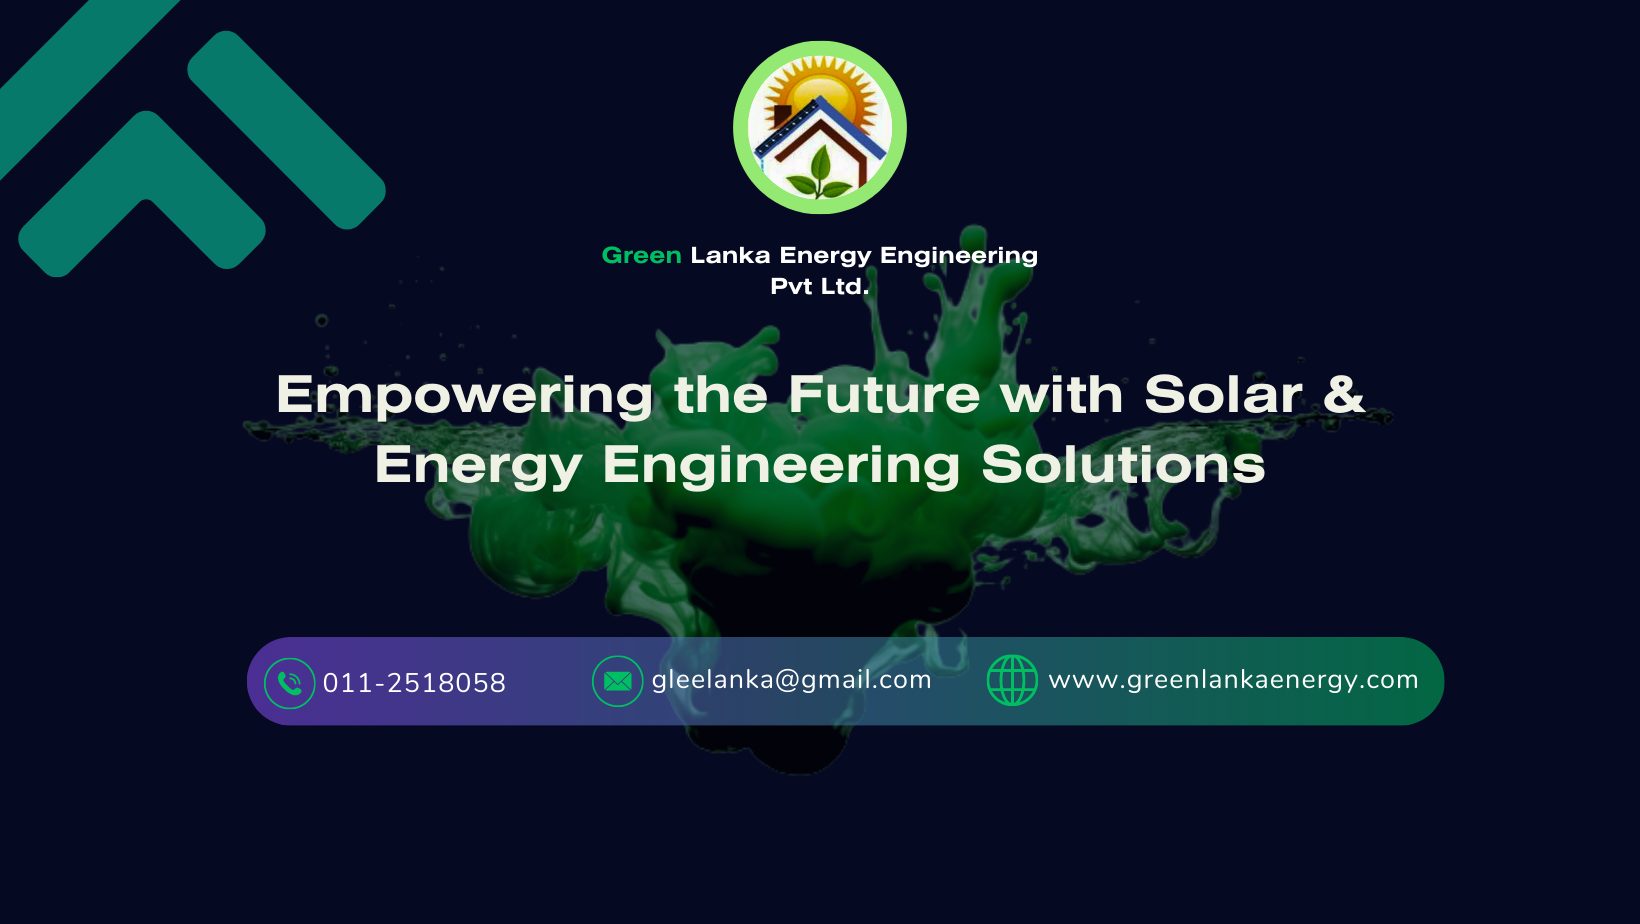 Green Lanka Energy Engineering
Pvt Ltd.
Empowering the Future with Solar &
Energy Engineering Solutions
011-2518058
gleelanka@gmail.com
www.greenlankaenergy.com